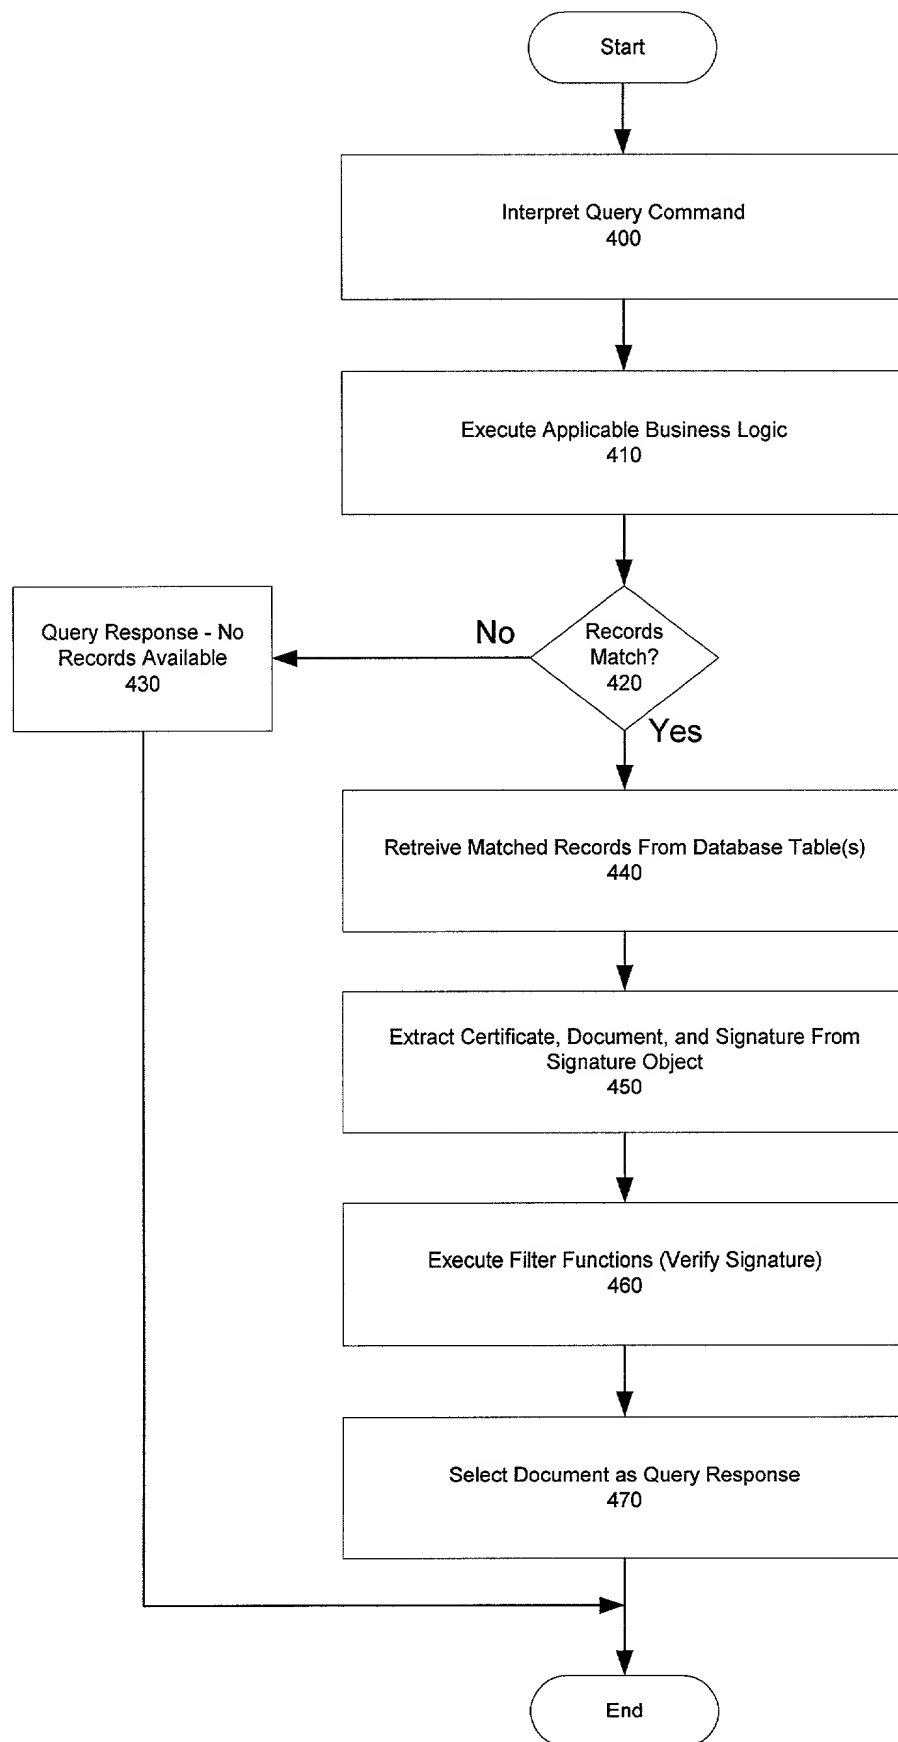 Start
Interpret Query Command
400
Execute Applicable Business Logic
410
Records
Match?
420
No
Yes
Query Response - No
Records Available
430
Retreive Matched Records From Database Table(s)
440
Extract Certificate, Document, and Signature From
Signature Object
450
Execute Filter Functions (Verify Signature)
460
Select Document as Query Response
470
End